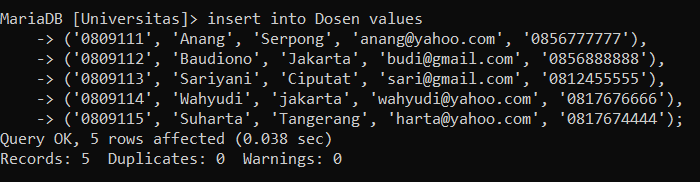 MariaDB [Universitas]> insert into Dosen values
    -> ('0809111', 'Anang', 'Serpong', 'anang@yahoo.com', '0856777777'),
    -> ('0809112', 'Baudiono', 'Jakarta', 'budi@gmail.com', '0856888888'),
    -> ('0809113', 'Sariyani', 'Ciputat', 'sari@gmail.com', '0812455555'),
    -> ('0809114', 'Wahyudi', 'jakarta', 'wahyudi@yahoo.com', '0817676666'),
    -> ('0809115', 'Suharta', 'Tangerang', 'harta@yahoo.com', '0817674444');
Query OK, 5 rows affected (0.038 sec)
Records: 5  Duplicates: 0  Warnings: 0